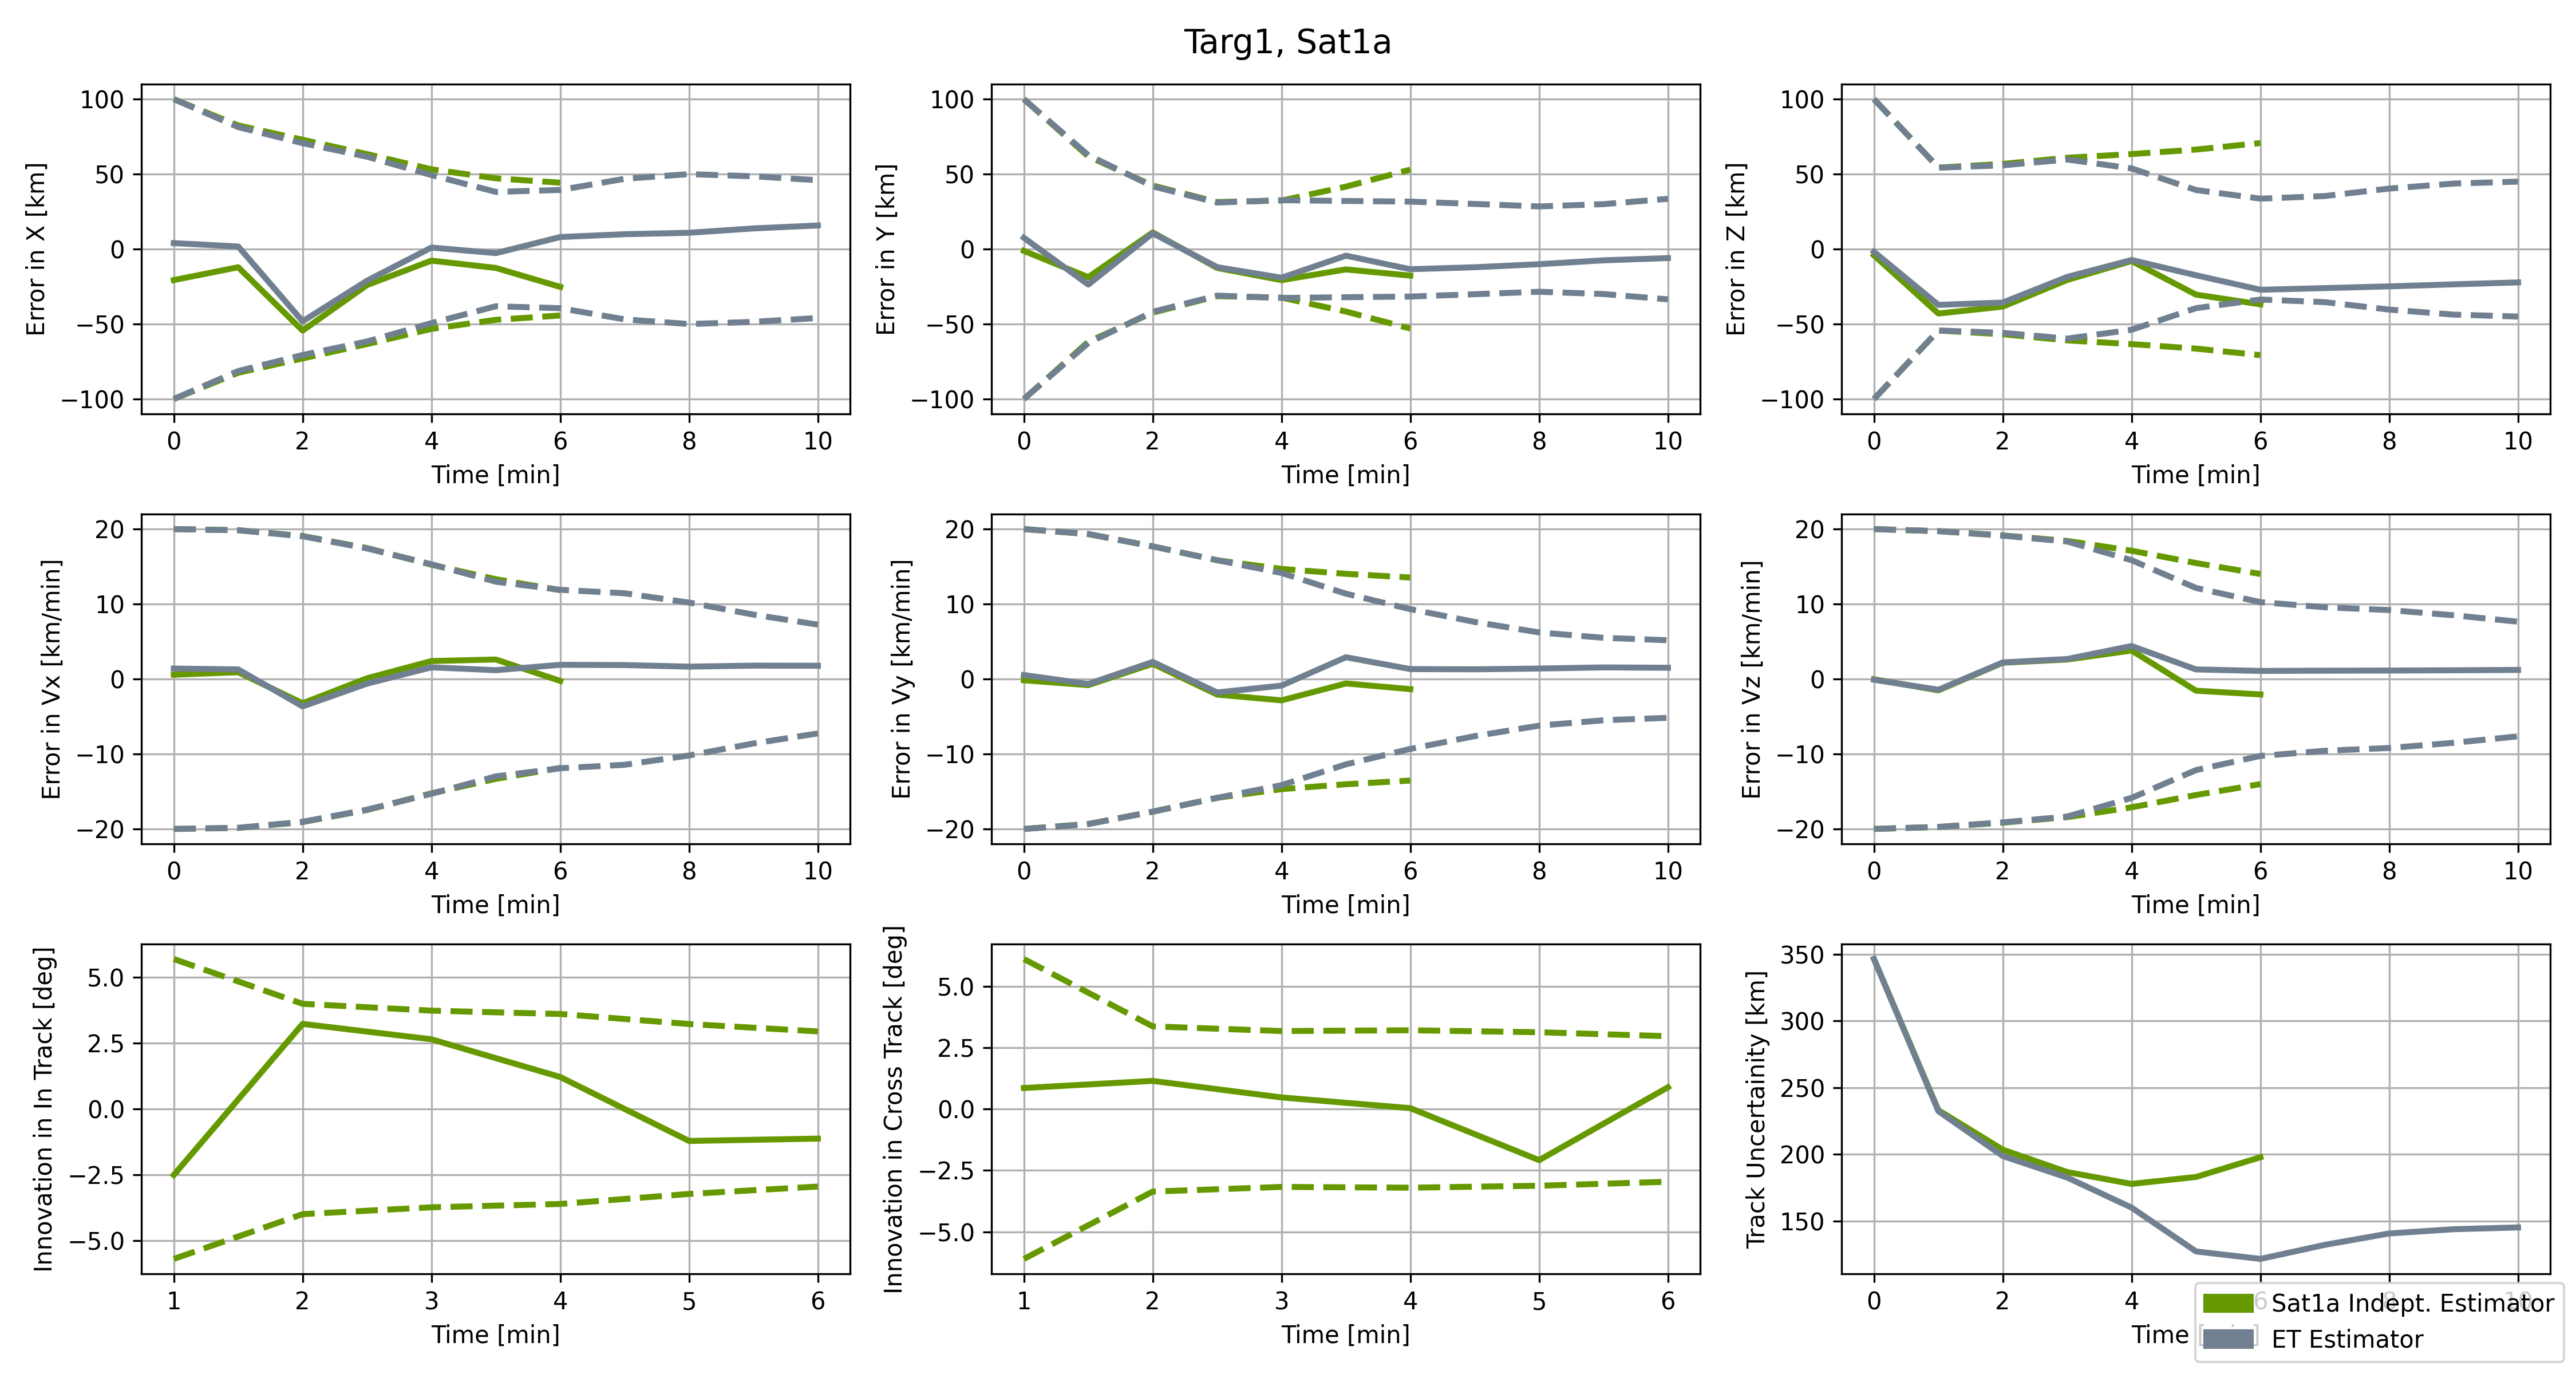 Targ1, Sat1a
Error in X [km]
100
50
0
−50
−100
0 2 4 6 8 10
Time [min]
Error in Y [km]
100
50
0
−50
−100
0 2 4 6 8 10
Time [min]
Error in Z [km]
100
50
0
−50
−100
0 2 4 6 8 10
Time [min]
Error in Vx [km/min]
20
10
0
−10
−20
0 2 4 6 8 10
Time [min]
Error in Vy [km/min]
20
10
0
−10
−20
0 2 4 6 8 10
Time [min]
Error in Vz [km/min]
20
10
0
−10
−20
0 2 4 6 8 10
Time [min]
Innovation in In Track [deg]
5.0
2.5
0.0
−2.5
−5.0
1 2 3 4 5 6
Time [min]
Innovation in Cross Track [deg]
5.0
2.5
0.0
−2.5
−5.0
1 2 3 4 5 6
Time [min]
Track Uncertainity [km]
350
300
250
200
150
0 2 4 6 8 10
Time
Sat1a Indept. Estimator
ET Estimator